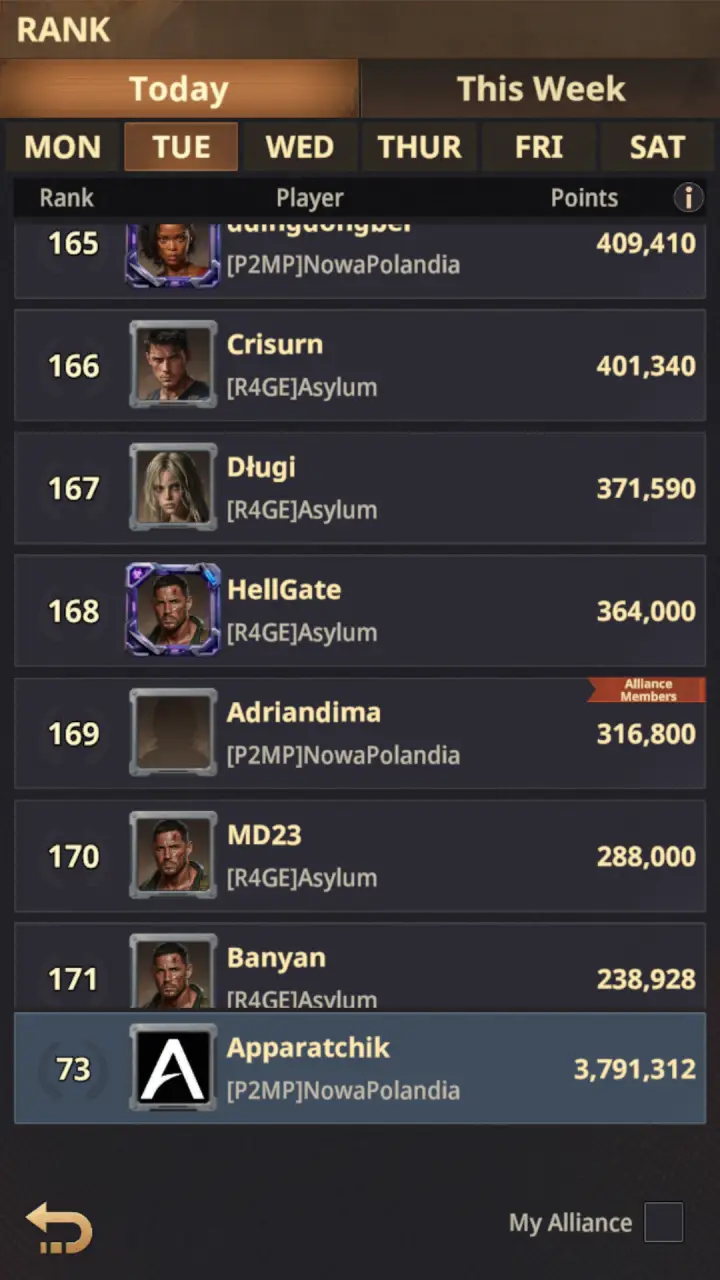 RANK
Today
This Week
MON TUE WED THUR FRI SAT
Rank Player Points i
165
409,410
[P2MP]NowaPolandia
166
Crisurn
[R4GE]Asylum
401,340
167
Długi
[R4GE]Asylum
371,590
168
HellGate
[R4GE]Asylum
364,000
Alliance
Members
169
Adriandima
[P2MP]NowaPolandia
316,800
170
MD23
[R4GE]Asylum
288,000
171
Banyan
[R4GE]Asylum
238,928
73
Apparatchik
[P2MP]NowaPolandia
3,791,312
My Alliance